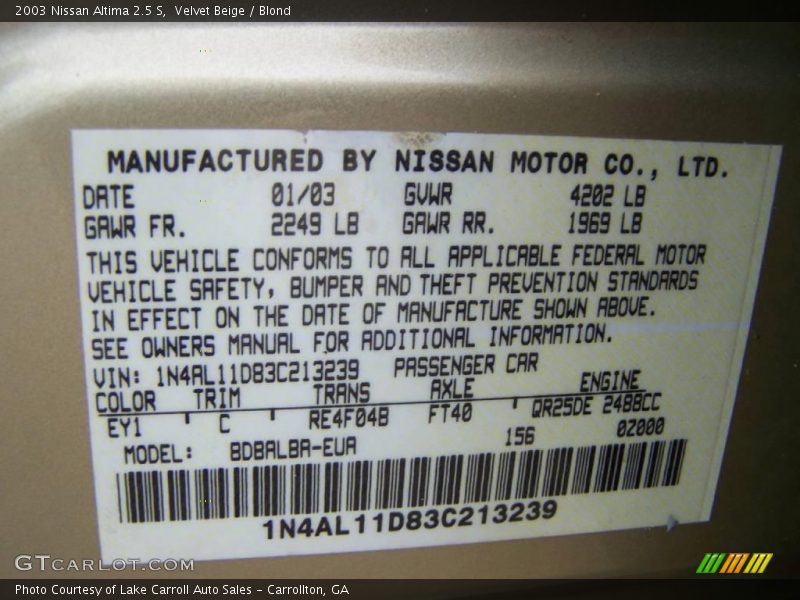 2003 Nissan Altima 2.5 S, Velvet Beige / Blond
MANUFACTURED BY NISSAN MOTOR CO., LTD.
DATE 01/03 GVWR 4202 LB
GAWR FR. 2249 LB GAWR RR. 1969 LB
THIS VEHICLE CONFORMS TO ALL APPLICABLE FEDERAL MOTOR
VEHICLE SAFETY, BUMPER AND THEFT PREVENTION STANDARDS
IN EFFECT ON THE DATE OF MANUFACTURE SHOWN ABOVE.
SEE OWNERS MANUAL FOR ADDITIONAL INFORMATION.
VIN: 1N4AL11D83C213239 PASSENGER CAR
COLOR TRIM TRANS AXLE ENGINE
EY1 C RE4F04B FT40 QR25DE 2488CC
MODEL: BDBALBA-EUA 156 0Z000
1N4AL11D83C213239
GTCARLOT.COM
Photo Courtesy of Lake Carroll Auto Sales - Carrollton, GA